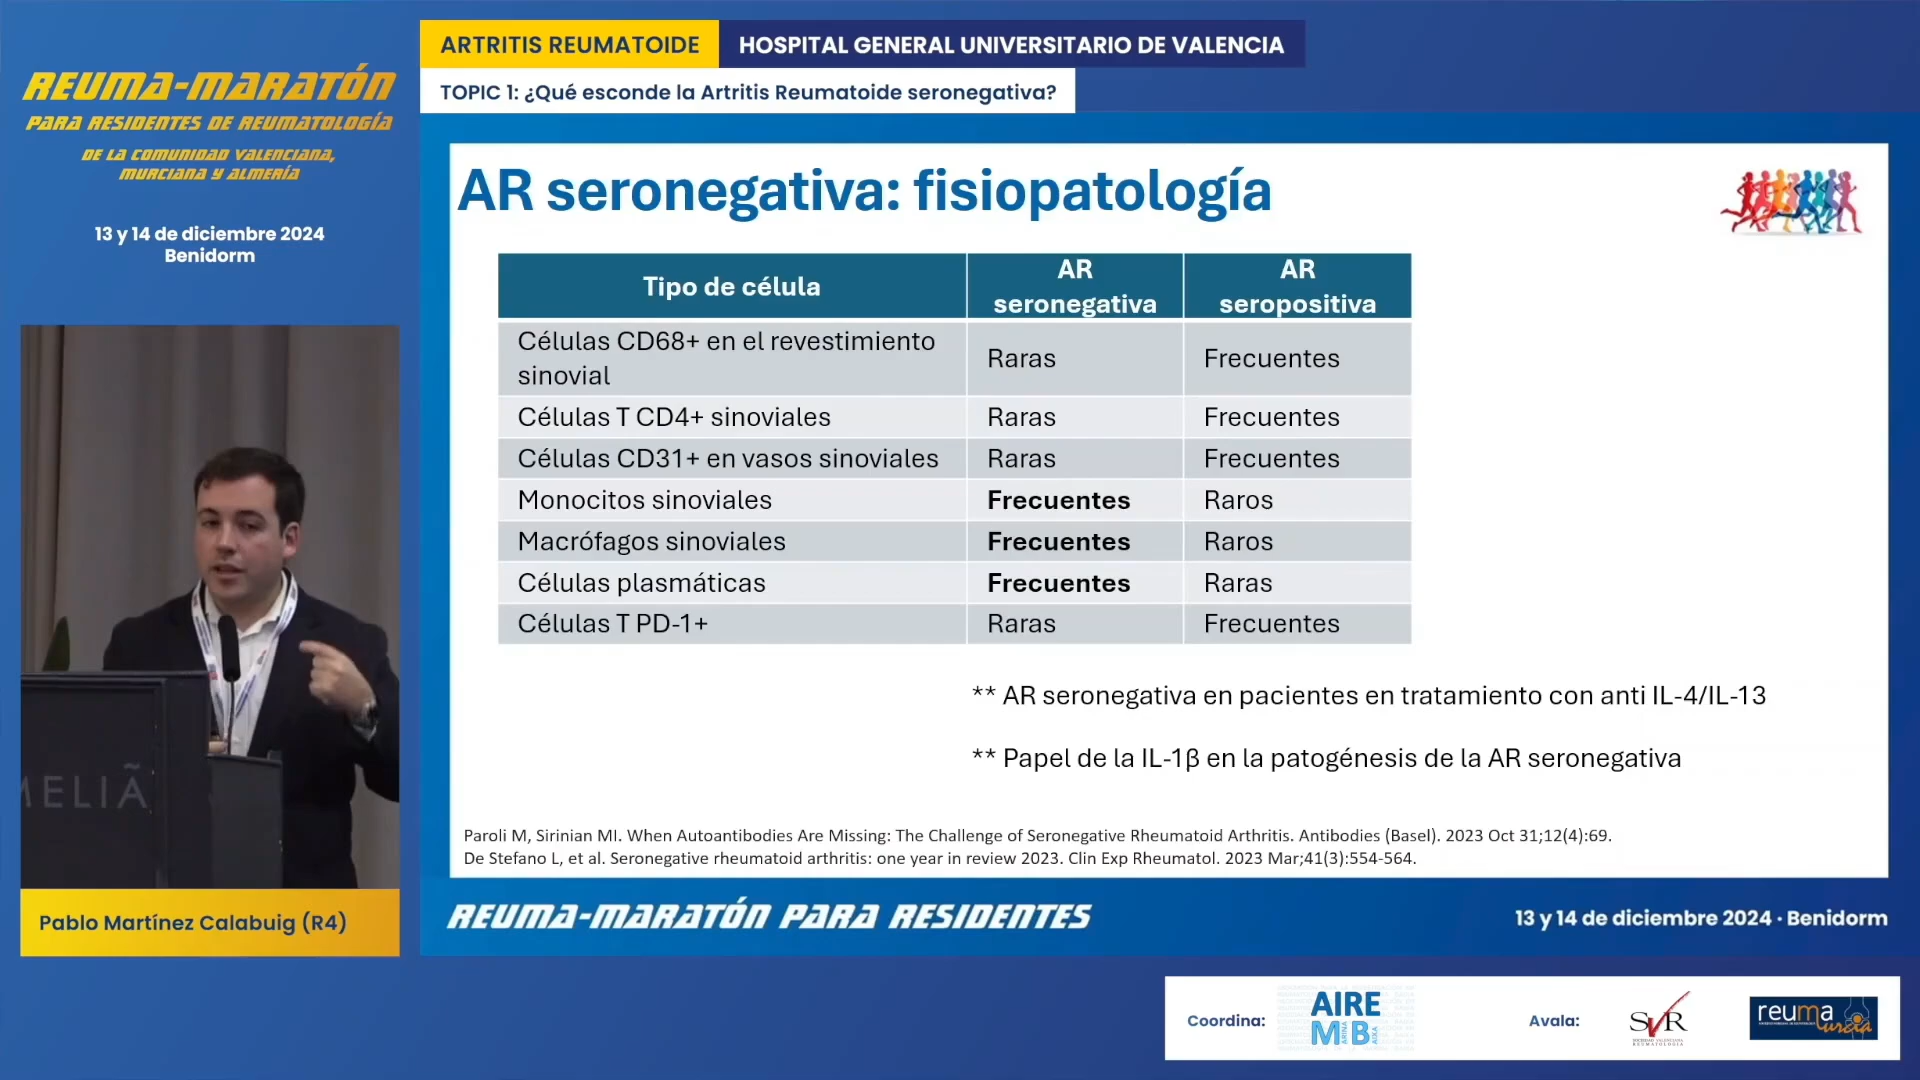 ARTRITIS REUMATOIDE
HOSPITAL GENERAL UNIVERSITARIO DE VALENCIA
TOPIC 1: ¿Qué esconde la Artritis Reumatoide seronegativa?
REUMA-MARATÓN
PARA RESIDENTES DE REUMATOLOGÍA
DE LA COMUNIDAD VALENCIANA,
MURCIANA Y ALMERÍA
13 y 14 de diciembre 2024
Benidorm
MELIÃ
Pablo Martínez Calabuig (R4)
AR seronegativa: fisiopatología
Tipo de célula
AR
seronegativa
AR
seropositiva
Células CD68+ en el revestimiento
sinovial
Raras
Frecuentes
Células T CD4+ sinoviales
Raras
Frecuentes
Células CD31+ en vasos sinoviales
Raras
Frecuentes
Monocitos sinoviales
Frecuentes
Raros
Macrófagos sinoviales
Frecuentes
Raros
Células plasmáticas
Frecuentes
Raras
Células T PD-1+
Raras
Frecuentes
** AR seronegativa en pacientes en tratamiento con anti IL-4/IL-13
** Papel de la IL-1β en la patogénesis de la AR seronegativa
Paroli M, Sirinian MI. When Autoantibodies Are Missing: The Challenge of Seronegative Rheumatoid Arthritis. Antibodies (Basel). 2023 Oct 31;12(4):69.
De Stefano L, et al. Seronegative rheumatoid arthritis: one year in review 2023. Clin Exp Rheumatol. 2023 Mar;41(3):554-564.
REUMA-MARATÓN PARA RESIDENTES
13 y 14 de diciembre 2024 · Benidorm
Coordina:
AIRE
MB
Avala:
SVR
SOCIEDAD VALENCIANA
REUMATOLOGÍA
reuma
murcia